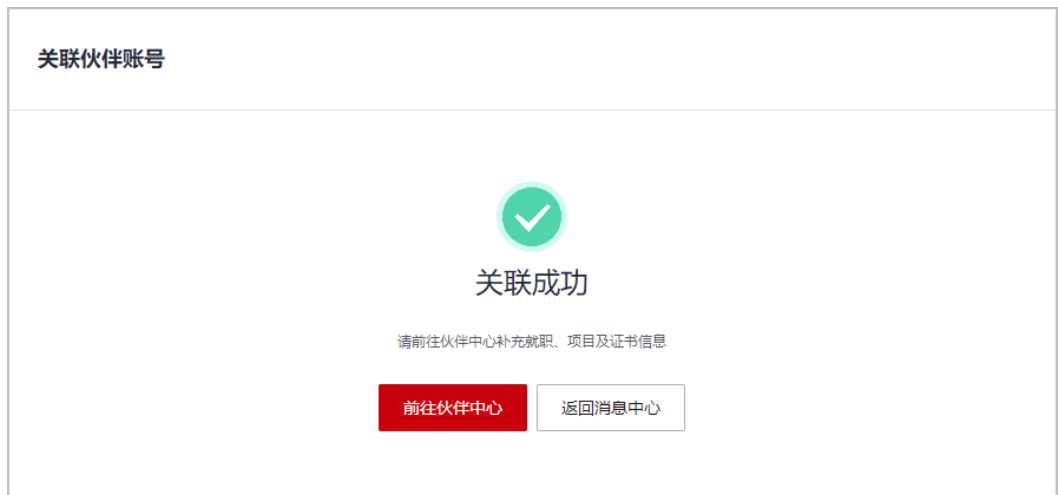 关联伙伴账号
关联成功
请前往伙伴中心补充就职、项目及证书信息
前往伙伴中心
返回消息中心